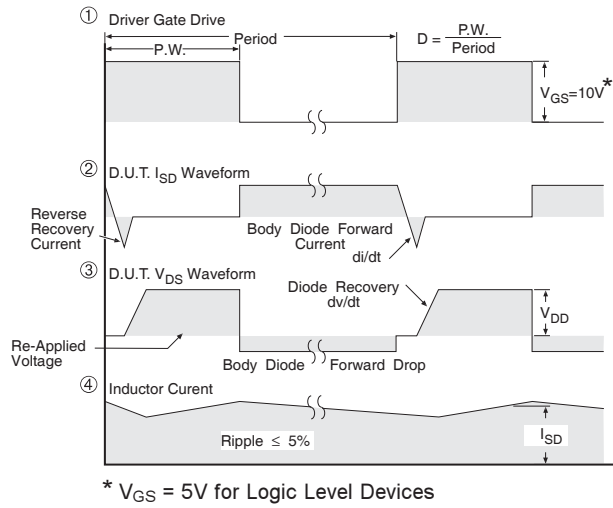 ① Driver Gate Drive
P.W.
Period
D = P.W.
Period
VGS=10V*
② D.U.T. ISD Waveform
Reverse
Recovery
Current
Body Diode Forward
Current
di/dt
③ D.U.T. VDS Waveform
Diode Recovery
dv/dt
VDD
Re-Applied
Voltage
Body Diode Forward Drop
④ Inductor Curent
Ripple ≤ 5%
ISD
* VGS = 5V for Logic Level Devices